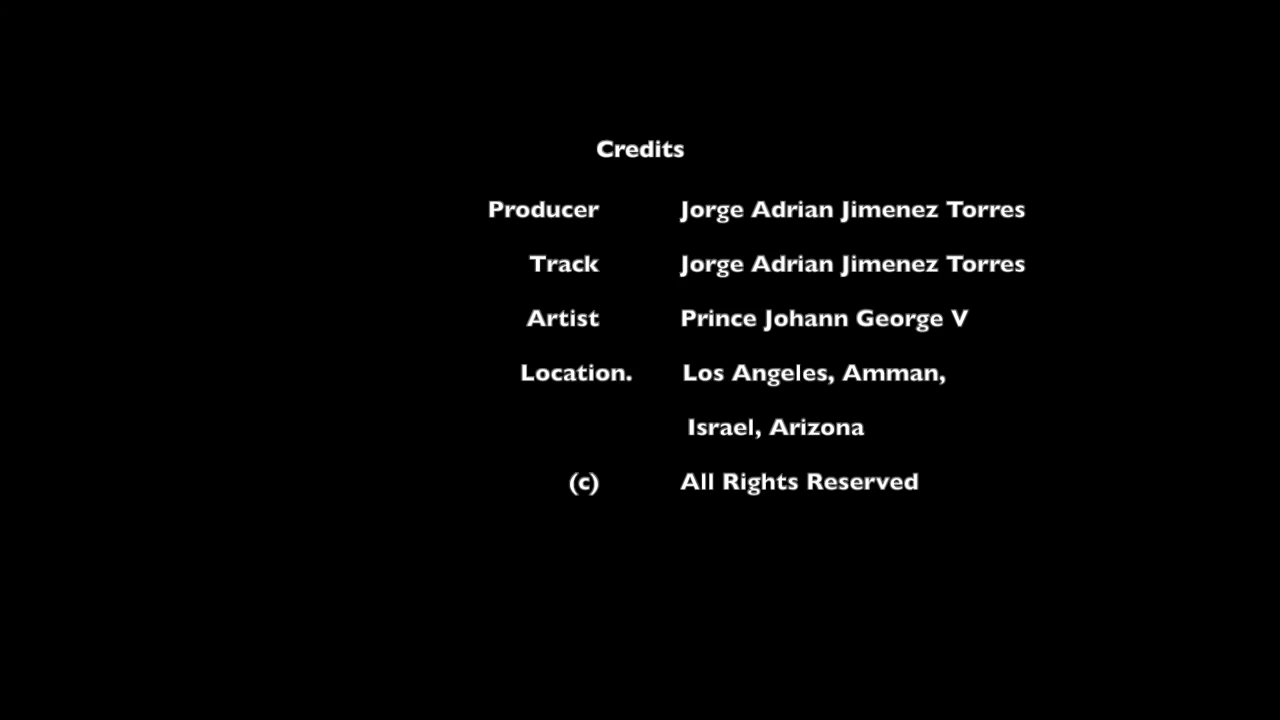 Credits
Producer Jorge Adrian Jimenez Torres
Track Jorge Adrian Jimenez Torres
Artist Prince Johann George V
Location. Los Angeles, Amman,
Israel, Arizona
(c) All Rights Reserved